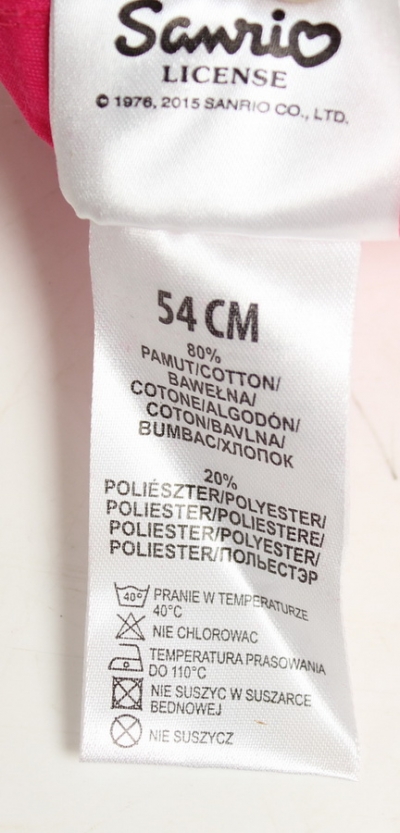 Sanrio
LICENSE
© 1976, 2015 SANRIO CO., LTD.
54 CM
80%
PAMUT/COTTON/
BAWEŁNA/
COTONE/ALGODÓN/
COTON/BAVLNA/
BUMBAC/ХЛОПОК
20%
POLIÉSZTER/POLYESTER/
POLIESTER/POLIESTERE/
POLIESTER/POLYESTER/
POLIESTER/ПОЛЬЕСТЭР
40° PRANIE W TEMPERATURZE
40°C
NIE CHLOROWAC
TEMPERATURA PRASOWANIA
DO 110°C
NIE SUSZYC W SUSZARCE
BEDNOWEJ
NIE SUSZYCZ